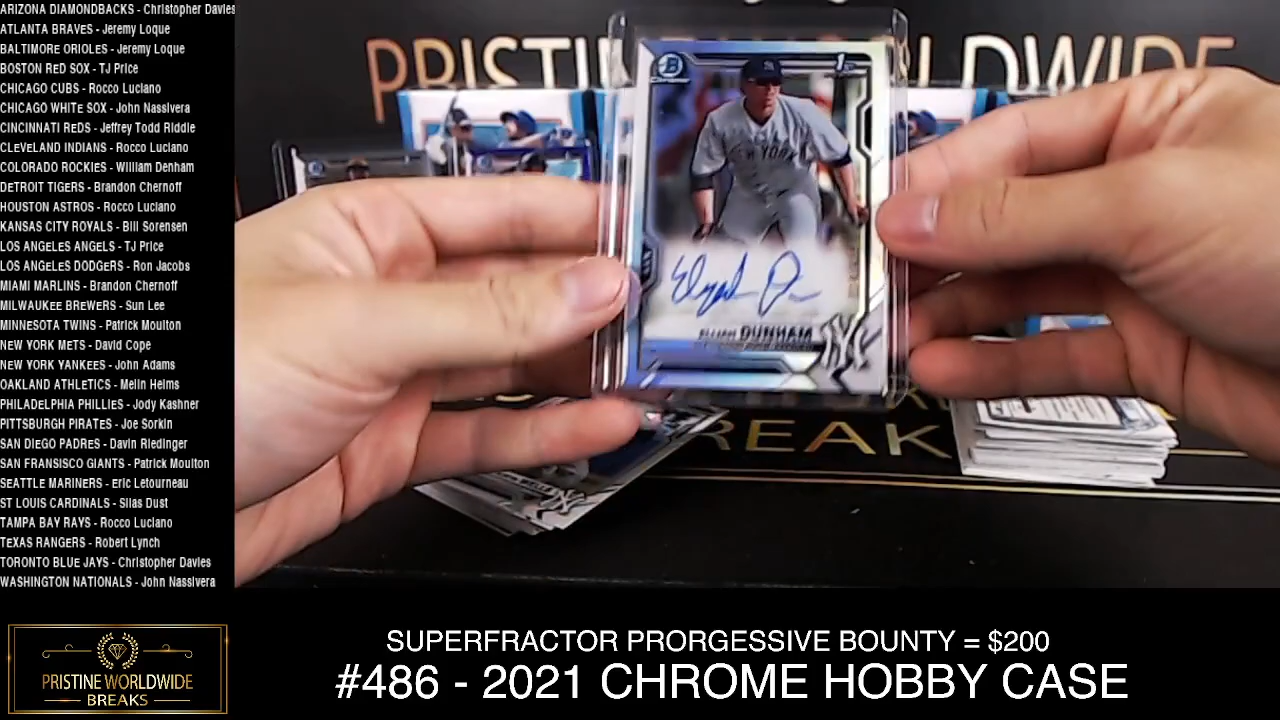 ARIZONA DIAMONDBACKS - Christopher Davies
ATLANTA BRAVES - Jeremy Loque
BALTIMORE ORIOLES - Jeremy Loque
BOSTON RED SOX - TJ Price
CHICAGO CUBS - Rocco Luciano
CHICAGO WHITE SOX - John Nassivera
CINCINNATI REDS - Jeffrey Todd Riddle
CLEVELAND INDIANS - Rocco Luciano
COLORADO ROCKIES - William Denham
DETROIT TIGERS - Brandon Chernoff
HOUSTON ASTROS - Rocco Luciano
KANSAS CITY ROYALS - Bill Sorensen
LOS ANGELES ANGELS - TJ Price
LOS ANGELES DODGERS - Ron Jacobs
MIAMI MARLINS - Brandon Chernoff
MILWAUKEE BREWERS - Sun Lee
MINNESOTA TWINS - Patrick Moulton
NEW YORK METS - David Cope
NEW YORK YANKEES - John Adams
OAKLAND ATHLETICS - Melin Helms
PHILADELPHIA PHILLIES - Jody Kashner
PITTSBURGH PIRATES - Joe Sorkin
SAN DIEGO PADRES - Davin Riedinger
SAN FRANSISCO GIANTS - Patrick Moulton
SEATTLE MARINERS - Eric Letourneau
ST LOUIS CARDINALS - Silas Dust
TAMPA BAY RAYS - Rocco Luciano
TEXAS RANGERS - Robert Lynch
TORONTO BLUE JAYS - Christopher Davies
WASHINGTON NATIONALS - John Nassivera
PRISTINE WORLDWIDE
B
Chrome
1st
NEW YORK
ELIJAH DUNHAM
NY
BREAK
PRISTINE WORLDWIDE
BREAKS
SUPERFRACTOR PRORGESSIVE BOUNTY = $200
#486 - 2021 CHROME HOBBY CASE